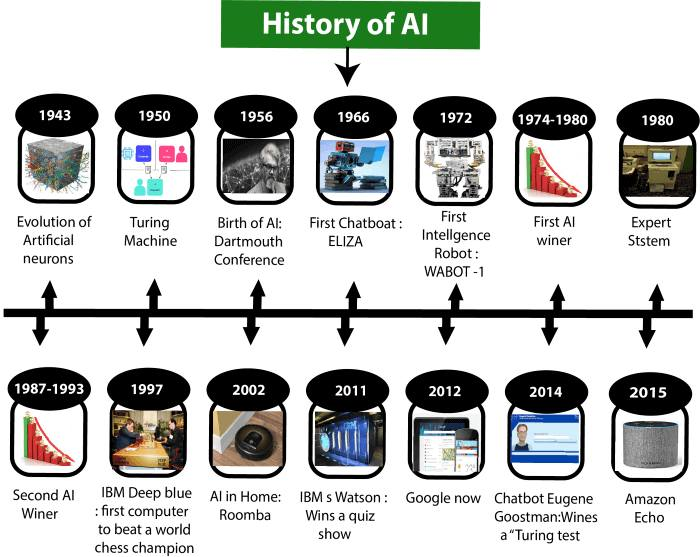 History of AI
1943
1950
1956
1966
1972
1974-1980
1980
Evolution of
Artificial
neurons
Turing
Machine
Birth of AI:
Dartmouth
Conference
First Chatboat :
ELIZA
First
Intellgence
Robot :
WABOT -1
First AI
winer
Expert
Ststem
1987-1993
1997
2002
2011
2012
2014
2015
Second AI
Winer
IBM Deep blue
: first computer
to beat a world
chess champion
AI in Home:
Roomba
IBM s Watson :
Wins a quiz
show
Google now
Chatbot Eugene
Goostman:Wines
a “Turing test
Amazon
Echo